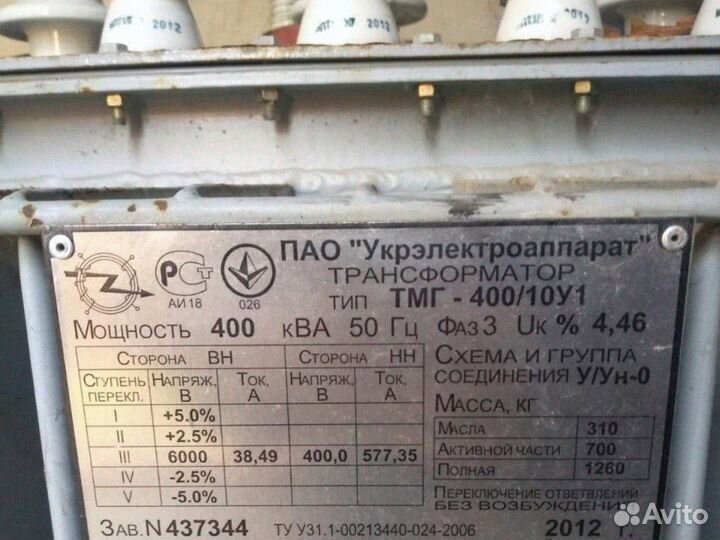 2012
2012
ПАО "Укрэлектроаппарат"
ТРАНСФОРМАТОР
ТИП ТМГ - 400/10У1
АИ 18
026
Мощность 400 кВА 50 Гц Фаз 3 Uк % 4,46
Сторона ВН Сторона НН
Ступень перекл. Напряж. В Ток, А Напряж. В Ток, А
I +5.0%
II +2.5%
III 6000 38,49 400,0 577,35
IV -2.5%
V -5.0%
Схема и группа
соединения У/Ун-0
Масса, кг
Масла 310
Активной части 700
Полная 1260
Переключение ответвлений
без возбуждения
Зав.N 437344 ТУ У31.1-00213440-024-2006 2012 г.
Avito